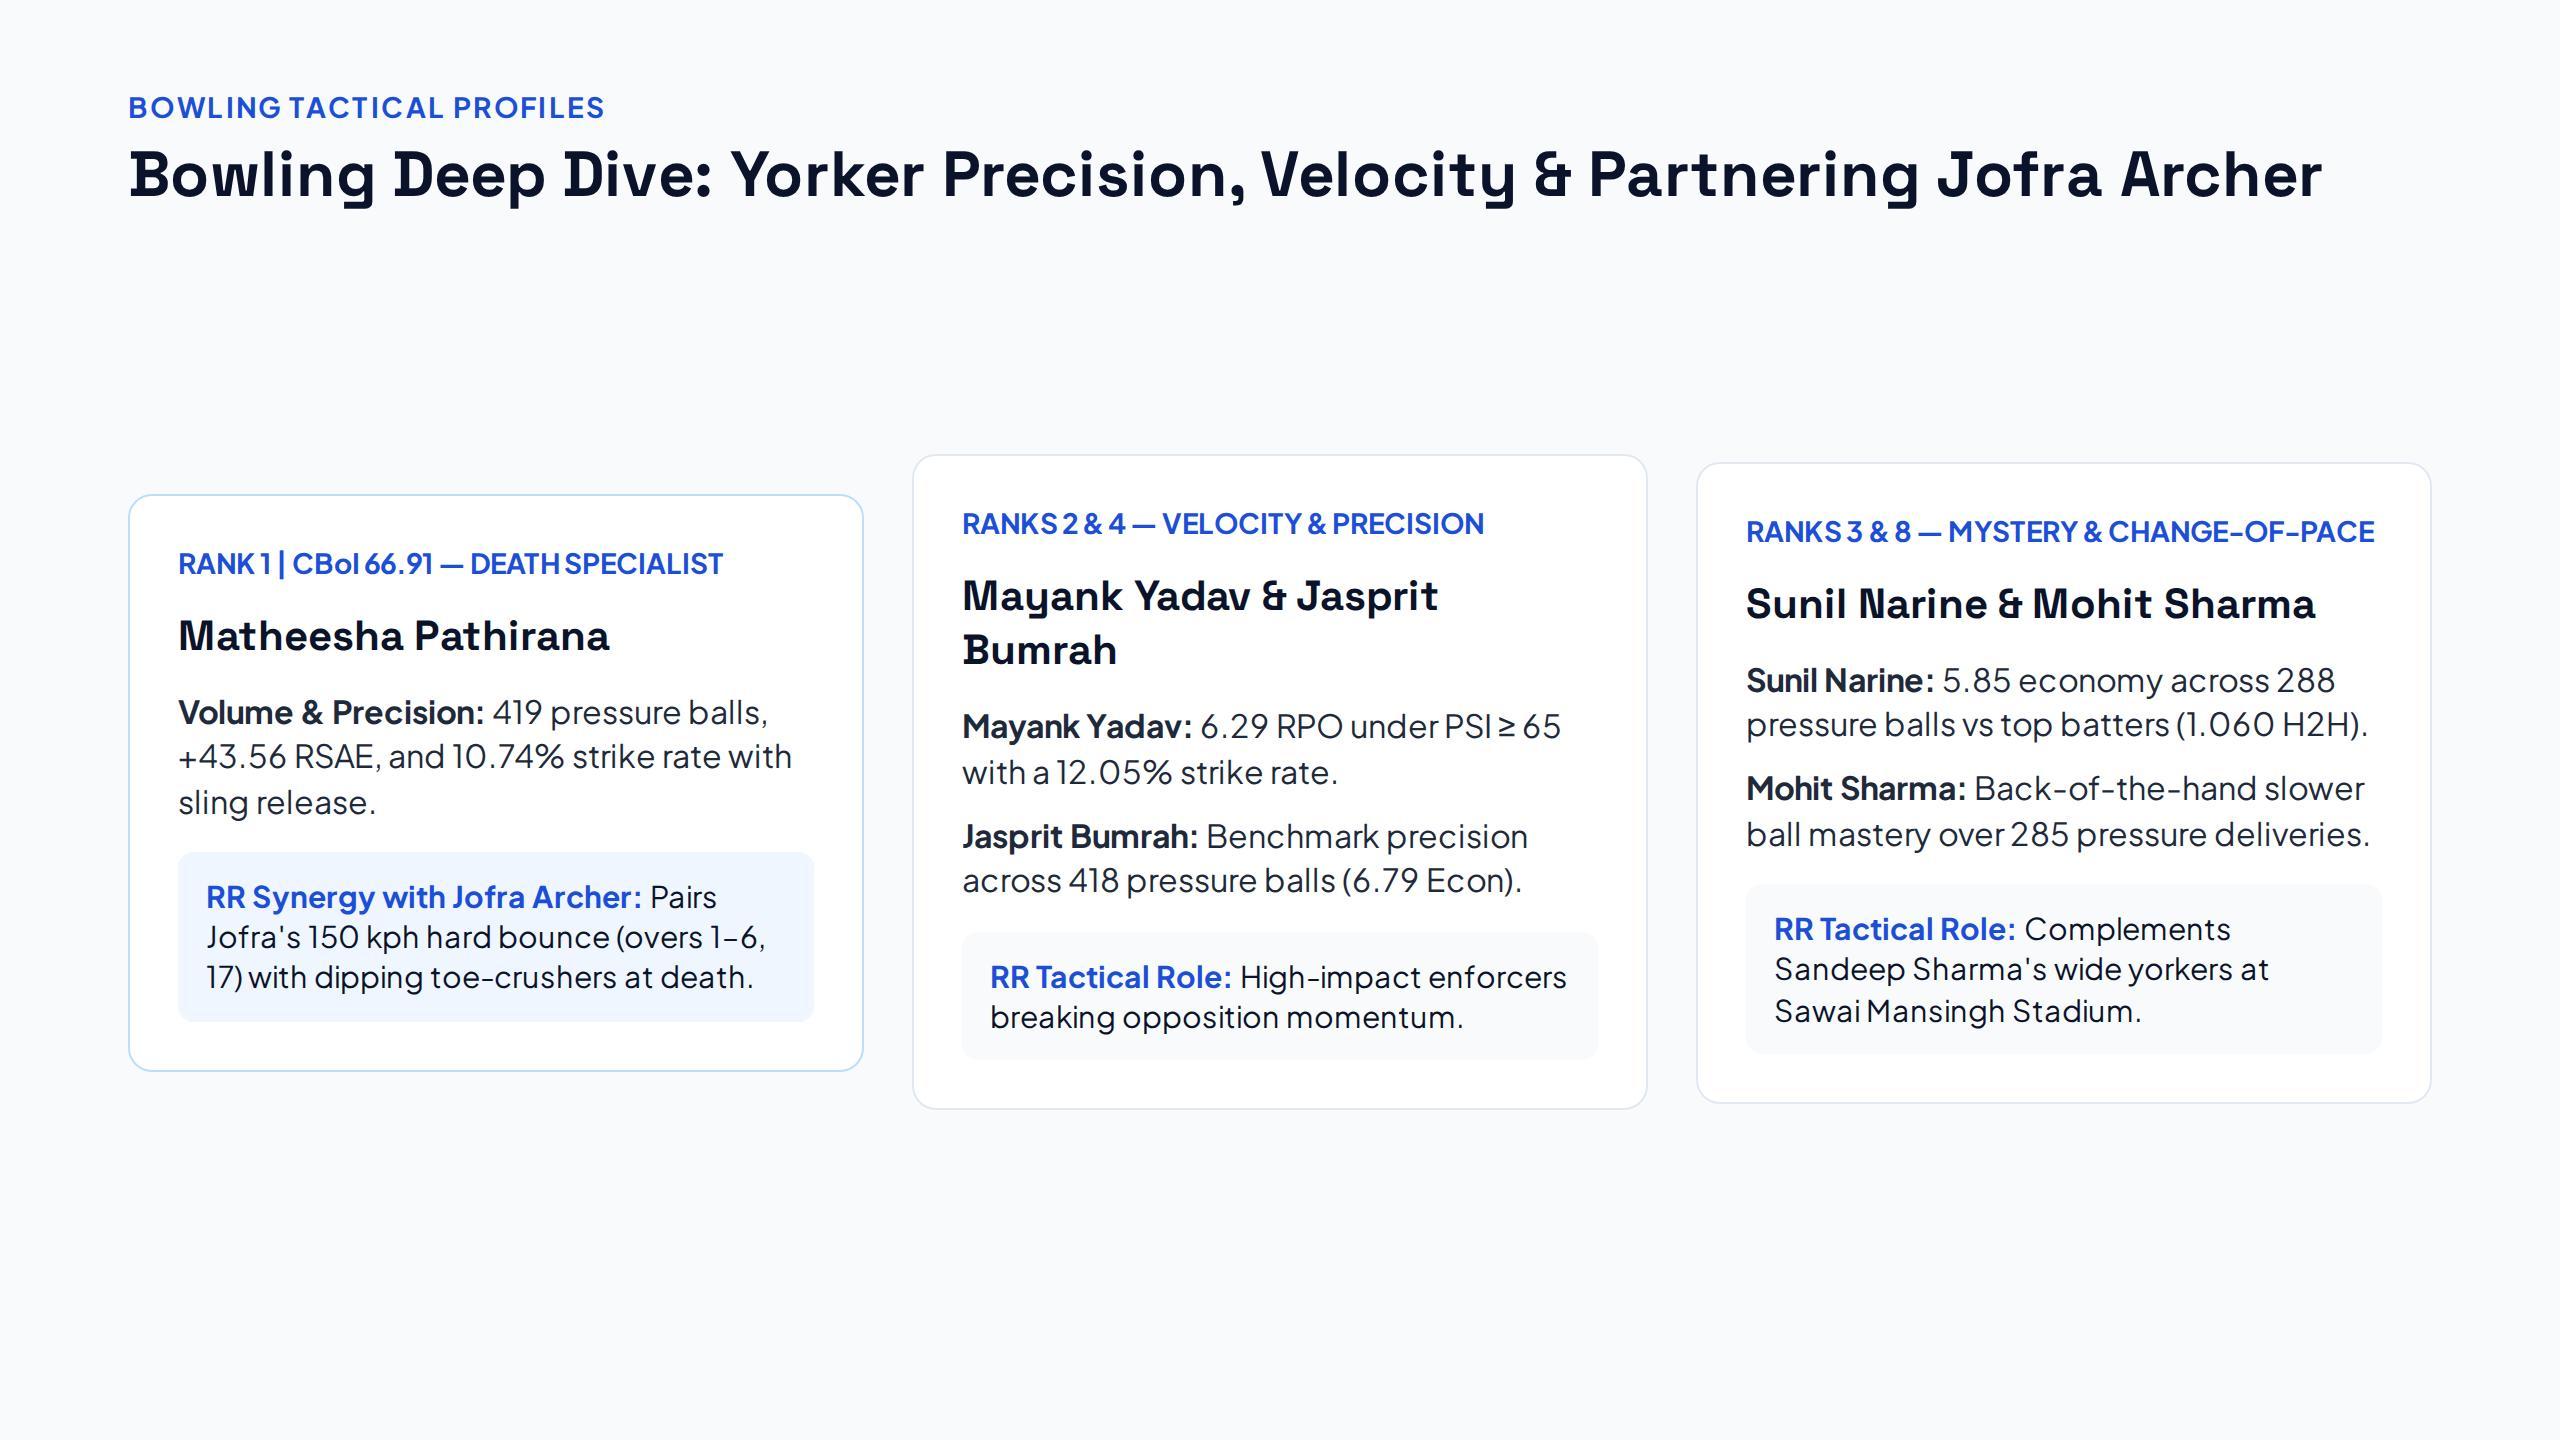 BOWLING TACTICAL PROFILES
Bowling Deep Dive: Yorker Precision, Velocity & Partnering Jofra Archer
RANK 1 | CBol 66.91 — DEATH SPECIALIST
Matheesha Pathirana
Volume & Precision: 419 pressure balls,
+43.56 RSAE, and 10.74% strike rate with
sling release.
RR Synergy with Jofra Archer: Pairs
Jofra's 150 kph hard bounce (overs 1–6,
17) with dipping toe-crushers at death.
RANKS 2 & 4 — VELOCITY & PRECISION
Mayank Yadav & Jasprit
Bumrah
Mayank Yadav: 6.29 RPO under PSI ≥ 65
with a 12.05% strike rate.
Jasprit Bumrah: Benchmark precision
across 418 pressure balls (6.79 Econ).
RR Tactical Role: High-impact enforcers
breaking opposition momentum.
RANKS 3 & 8 — MYSTERY & CHANGE-OF-PACE
Sunil Narine & Mohit Sharma
Sunil Narine: 5.85 economy across 288
pressure balls vs top batters (1.060 H2H).
Mohit Sharma: Back-of-the-hand slower
ball mastery over 285 pressure deliveries.
RR Tactical Role: Complements
Sandeep Sharma's wide yorkers at
Sawai Mansingh Stadium.